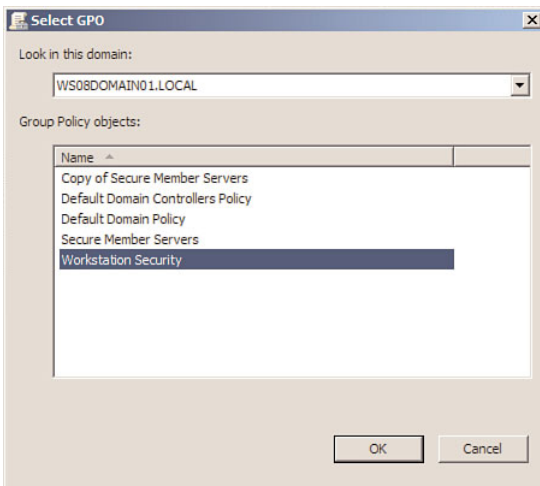 Select GPO
Look in this domain:
WS08DOMAIN01.LOCAL
Group Policy objects:
Name
Copy of Secure Member Servers
Default Domain Controllers Policy
Default Domain Policy
Secure Member Servers
Workstation Security
OK Cancel